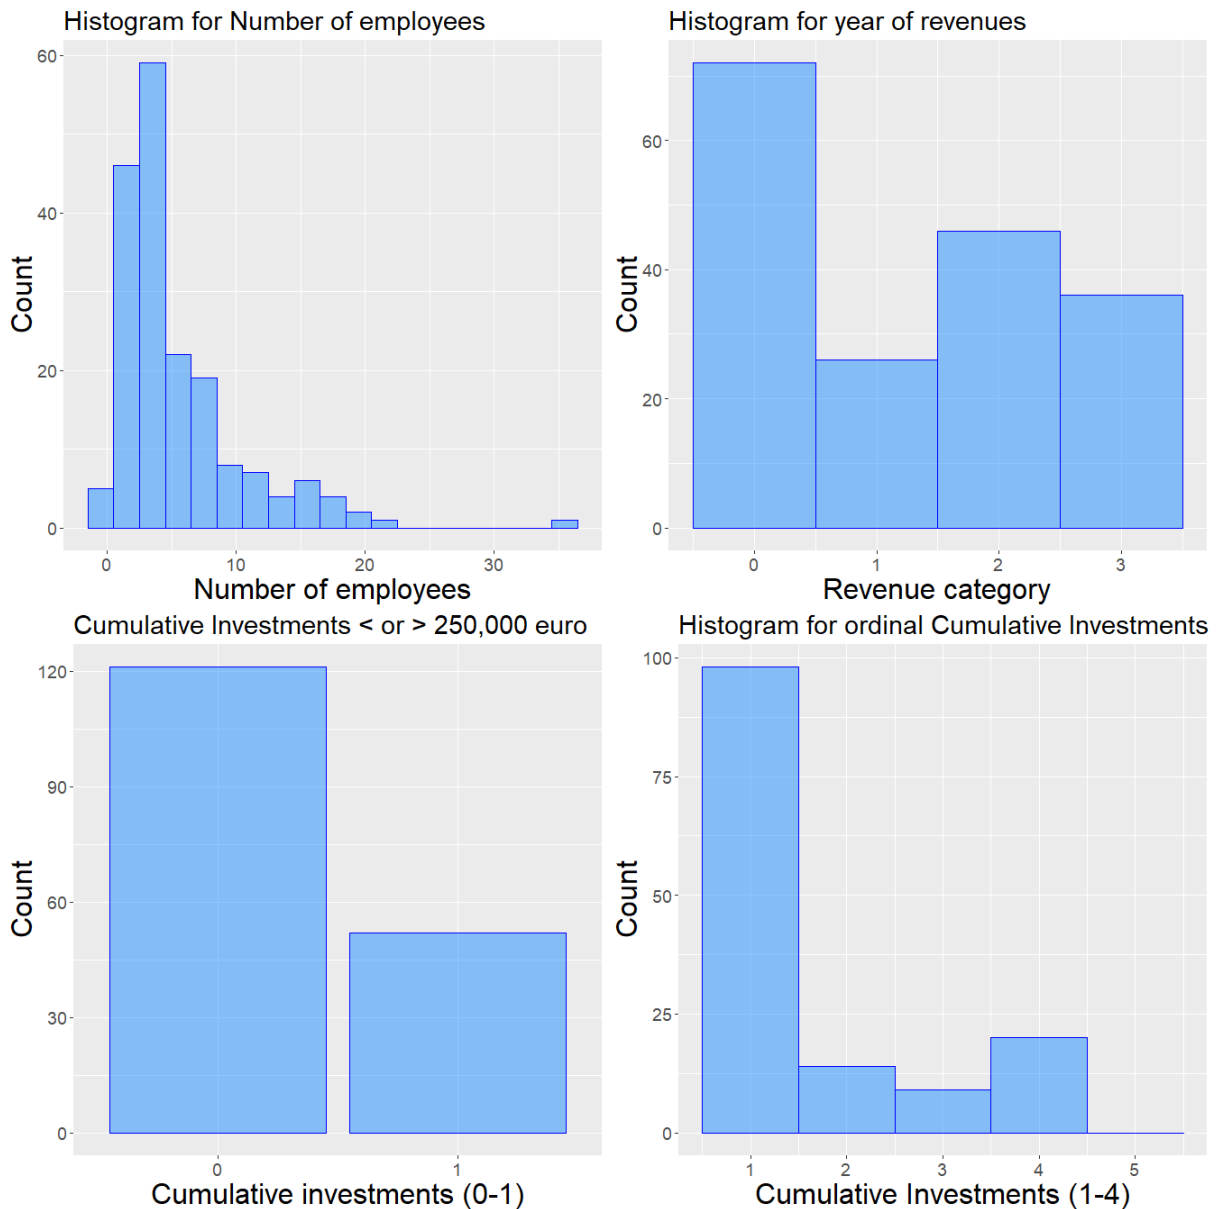 Histogram for Number of employees
60
40
20
0
Count
0 10 20 30
Number of employees
Histogram for year of revenues
60
40
20
0
Count
0 1 2 3
Revenue category
Cumulative Investments < or > 250,000 euro
120
90
60
30
0
Count
0 1
Cumulative investments (0-1)
Histogram for ordinal Cumulative Investments
100
75
50
25
0
Count
1 2 3 4 5
Cumulative Investments (1-4)